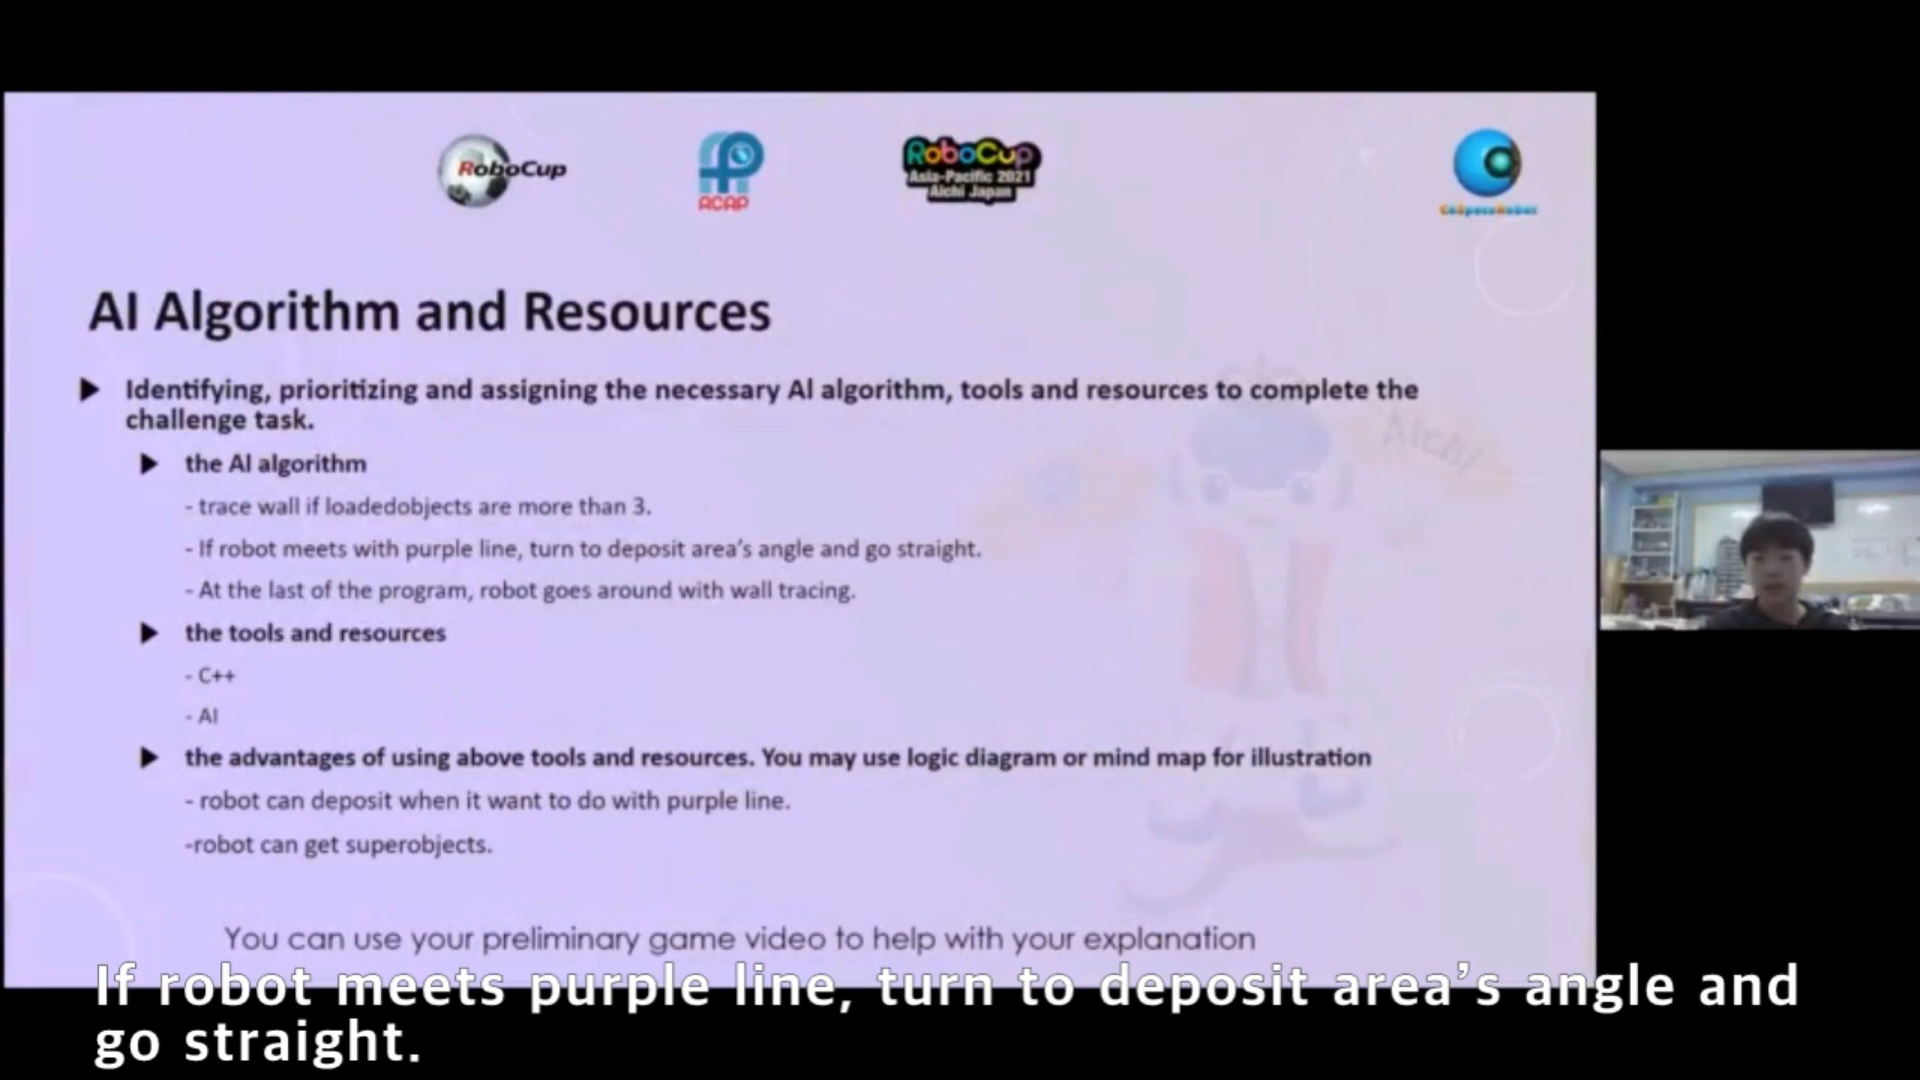 RoboCup
ACAP
RoboCup
Asia-Pacific 2021
Aichi Japan
CoSpaceRobot
AI Algorithm and Resources
Identifying, prioritizing and assigning the necessary AI algorithm, tools and resources to complete the
challenge task.
the AI algorithm
- trace wall if loadedobjects are more than 3.
- If robot meets with purple line, turn to deposit area's angle and go straight.
- At the last of the program, robot goes around with wall tracing.
the tools and resources
- C++
- AI
the advantages of using above tools and resources. You may use logic diagram or mind map for illustration
- robot can deposit when it want to do with purple line.
-robot can get superobjects.
Aichi
You can use your preliminary game video to help with your explanation
If robot meets purple line, turn to deposit area’s angle and
go straight.